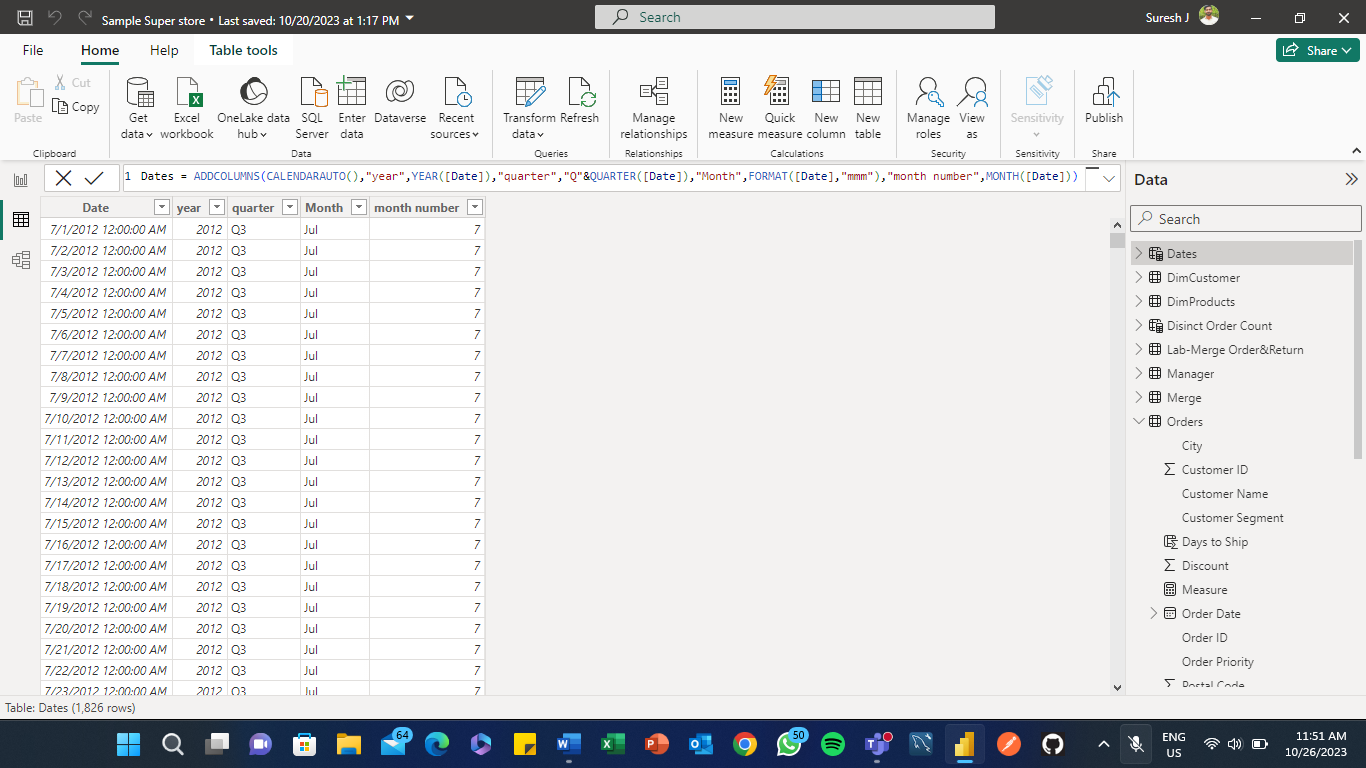 Sample Super store • Last saved: 10/20/2023 at 1:17 PM
Search
Suresh J
File
Home
Help
Table tools
Share
Paste
Cut
Copy
Clipboard
Get data
Excel workbook
OneLake data hub
SQL Server
Enter data
Dataverse
Recent sources
Data
Transform data
Refresh
Queries
Manage relationships
Relationships
New measure
Quick measure
New column
New table
Calculations
Manage roles
View as
Security
Sensitivity
Sensitivity
Publish
Share
1 Dates = ADDCOLUMNS(CALENDARAUTO(),"year",YEAR([Date]),"quarter","Q"&QUARTER([Date]),"Month",FORMAT([Date],"mmm"),"month number",MONTH([Date]))
Date year quarter Month month number
7/1/2012 12:00:00 AM 2012 Q3 Jul 7
7/2/2012 12:00:00 AM 2012 Q3 Jul 7
7/3/2012 12:00:00 AM 2012 Q3 Jul 7
7/4/2012 12:00:00 AM 2012 Q3 Jul 7
7/5/2012 12:00:00 AM 2012 Q3 Jul 7
7/6/2012 12:00:00 AM 2012 Q3 Jul 7
7/7/2012 12:00:00 AM 2012 Q3 Jul 7
7/8/2012 12:00:00 AM 2012 Q3 Jul 7
7/9/2012 12:00:00 AM 2012 Q3 Jul 7
7/10/2012 12:00:00 AM 2012 Q3 Jul 7
7/11/2012 12:00:00 AM 2012 Q3 Jul 7
7/12/2012 12:00:00 AM 2012 Q3 Jul 7
7/13/2012 12:00:00 AM 2012 Q3 Jul 7
7/14/2012 12:00:00 AM 2012 Q3 Jul 7
7/15/2012 12:00:00 AM 2012 Q3 Jul 7
7/16/2012 12:00:00 AM 2012 Q3 Jul 7
7/17/2012 12:00:00 AM 2012 Q3 Jul 7
7/18/2012 12:00:00 AM 2012 Q3 Jul 7
7/19/2012 12:00:00 AM 2012 Q3 Jul 7
7/20/2012 12:00:00 AM 2012 Q3 Jul 7
7/21/2012 12:00:00 AM 2012 Q3 Jul 7
7/22/2012 12:00:00 AM 2012 Q3 Jul 7
7/23/2012 12:00:00 AM 2012 Q3 Jul 7
Data
Search
Dates
DimCustomer
DimProducts
Disinct Order Count
Lab-Merge Order&Return
Manager
Merge
Orders
City
Customer ID
Customer Name
Customer Segment
Days to Ship
Discount
Measure
Order Date
Order ID
Order Priority
Postal Code
Table: Dates (1,826 rows)
64
50
ENG
US
11:51 AM
10/26/2023